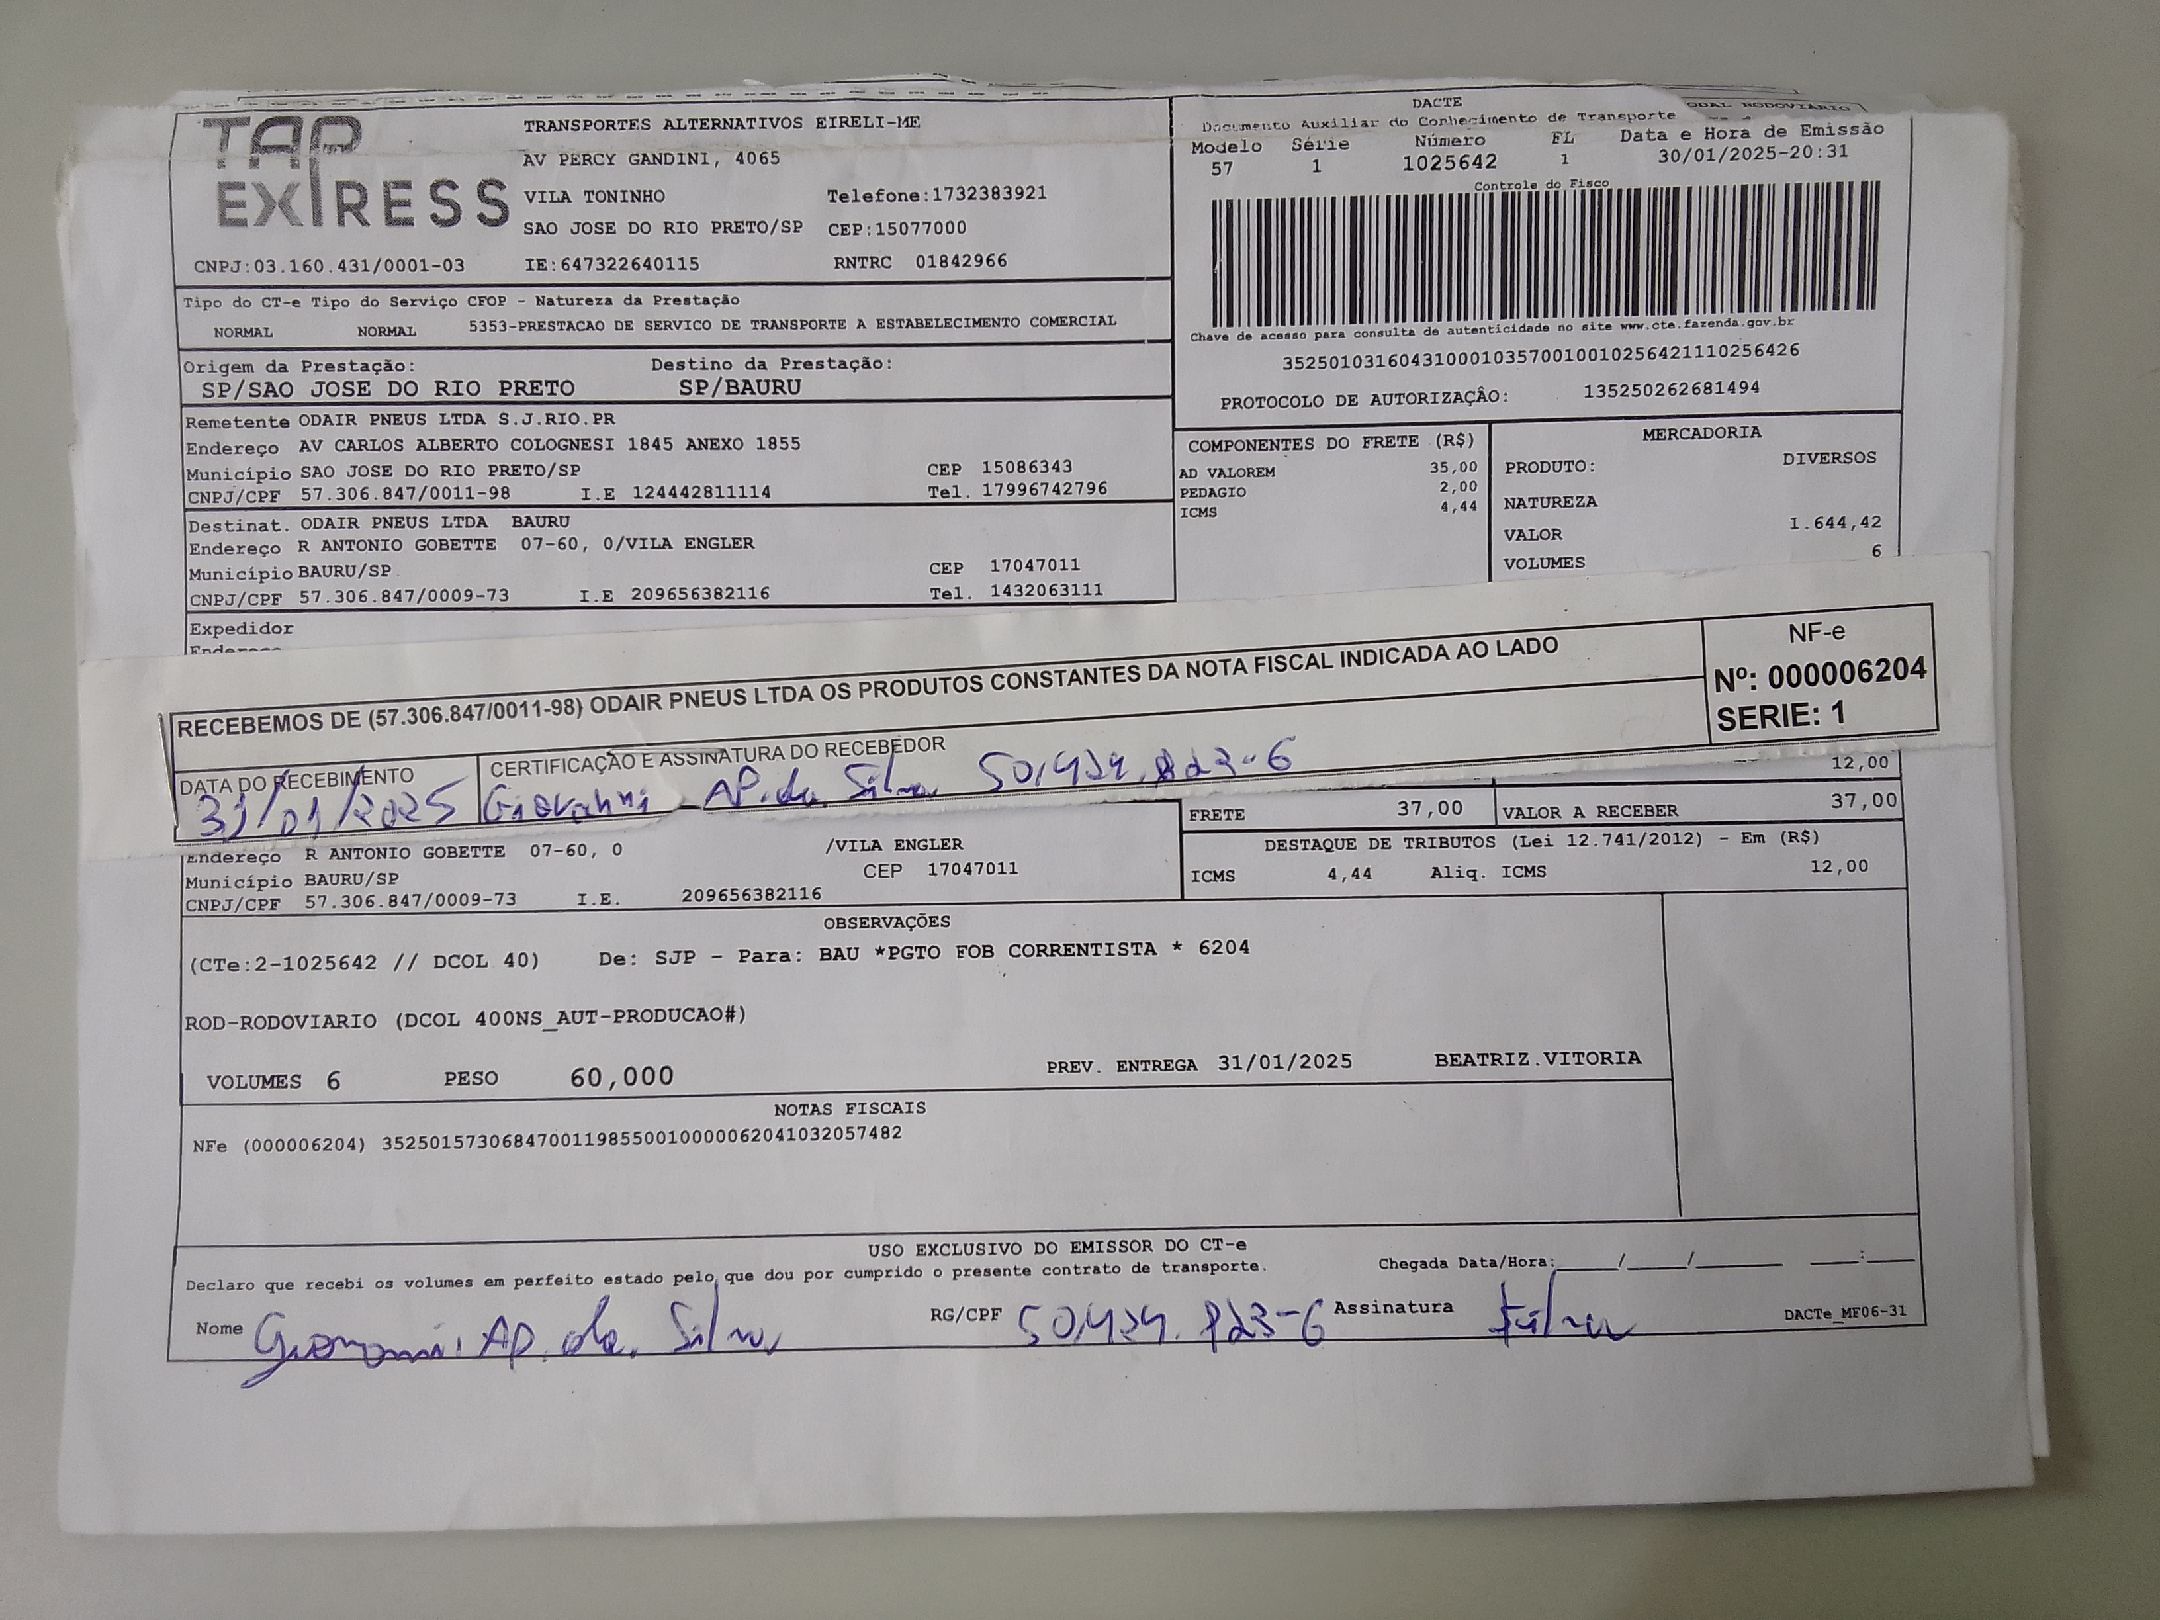 TAP EXPRESS
TRANSPORTES ALTERNATIVOS EIRELI-ME
AV PERCY GANDINI, 4065
VILA TONINHO Telefone:1732383921
SAO JOSE DO RIO PRETO/SP CEP:15077000
CNPJ:03.160.431/0001-03 IE:647322640115 RNTRC 01842966
Tipo do CT-e Tipo do Serviço CFOP - Natureza da Prestação
NORMAL NORMAL 5353-PRESTACAO DE SERVICO DE TRANSPORTE A ESTABELECIMENTO COMERCIAL
Origem da Prestação: Destino da Prestação:
SP/SAO JOSE DO RIO PRETO SP/BAURU
Remetente ODAIR PNEUS LTDA S.J.RIO.PR
Endereço AV CARLOS ALBERTO COLOGNESI 1845 ANEXO 1855
Município SAO JOSE DO RIO PRETO/SP CEP 15086343
CNPJ/CPF 57.306.847/0011-98 I.E 124442811114 Tel. 17996742796
Destinat. ODAIR PNEUS LTDA BAURU
Endereço R ANTONIO GOBETTE 07-60, 0/VILA ENGLER
Município BAURU/SP CEP 17047011
CNPJ/CPF 57.306.847/0009-73 I.E 209656382116 Tel. 1432063111
Expedidor
DACTE
Documento Auxiliar do Conhecimento de Transporte
RODOVIÁRIO
Modelo Série Número FL Data e Hora de Emissão
57 1 1025642 1 30/01/2025-20:31
Controle do Fisco
Chave de acesso para consulta de autenticidade no site www.cte.fazenda.gov.br
35250103160431000103570010010256421110256426
PROTOCOLO DE AUTORIZAÇÂO: 135250262681494
COMPONENTES DO FRETE (R$)
AD VALOREM 35,00
PEDAGIO 2,00
ICMS 4,44
MERCADORIA
PRODUTO: DIVERSOS
NATUREZA
VALOR 1.644,42
VOLUMES 6
RECEBEMOS DE (57.306.847/0011-98) ODAIR PNEUS LTDA OS PRODUTOS CONSTANTES DA NOTA FISCAL INDICADA AO LADO
NF-e
Nº: 000006204
SERIE: 1
DATA DO RECEBIMENTO
31/01/2025
CERTIFICAÇÃO E ASSINATURA DO RECEBEDOR
Giovanni AP. da Silva 50.424.823-6
12,00
FRETE 37,00 VALOR A RECEBER 37,00
DESTAQUE DE TRIBUTOS (Lei 12.741/2012) - Em (R$)
ICMS 4,44 Aliq. ICMS 12,00
Endereço R ANTONIO GOBETTE 07-60, 0 /VILA ENGLER
Município BAURU/SP CEP 17047011
CNPJ/CPF 57.306.847/0009-73 I.E. 209656382116
OBSERVAÇÕES
(CTe:2-1025642 // DCOL 40) De: SJP - Para: BAU *PGTO FOB CORRENTISTA * 6204
ROD-RODOVIARIO (DCOL 400NS_AUT-PRODUCAO#)
VOLUMES 6 PESO 60,000 PREV. ENTREGA 31/01/2025 BEATRIZ.VITORIA
NOTAS FISCAIS
NFe (000006204) 35250157306847001198550010000062041032057482
USO EXCLUSIVO DO EMISSOR DO CT-e
Declaro que recebi os volumes em perfeito estado pelo que dou por cumprido o presente contrato de transporte. Chegada Data/Hora:____/____/______ ____:____
Nome Giovanni AP. da Silva RG/CPF 50.424.823-6 Assinatura Silva DACTe_MF06-31